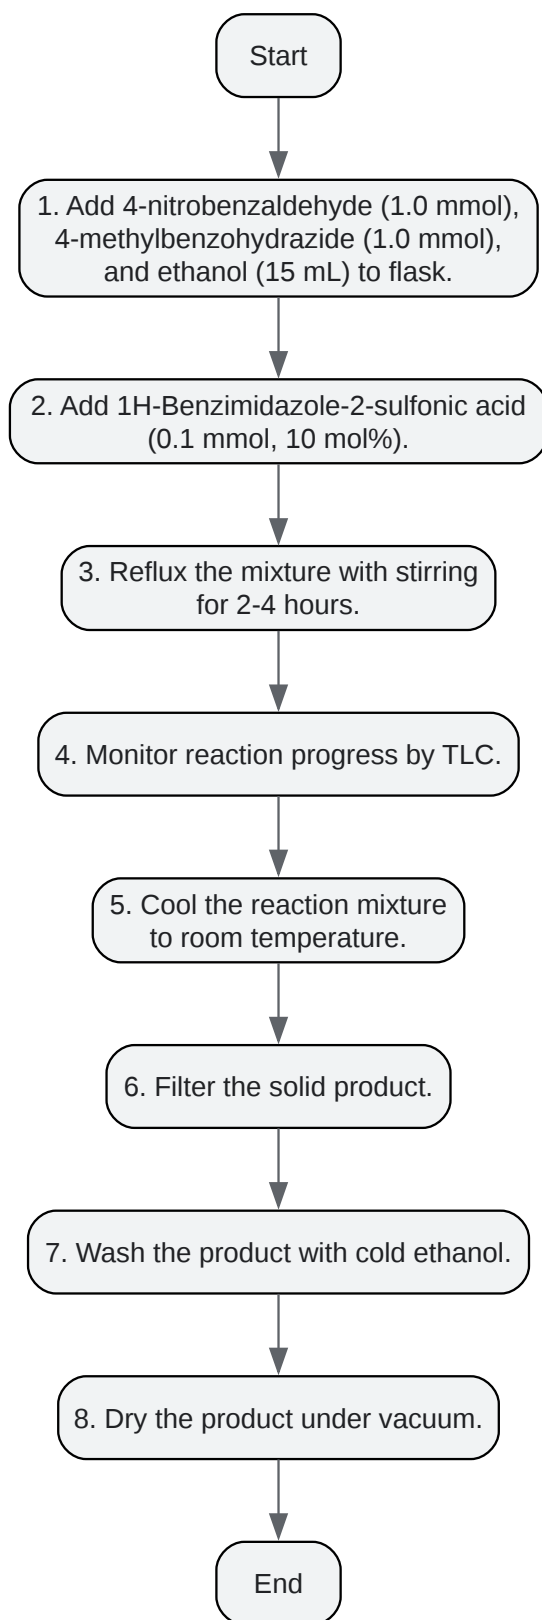 Start
1. Add 4-nitrobenzaldehyde (1.0 mmol),
4-methylbenzohydrazide (1.0 mmol),
and ethanol (15 mL) to flask.
2. Add 1H-Benzimidazole-2-sulfonic acid
(0.1 mmol, 10 mol%).
3. Reflux the mixture with stirring
for 2-4 hours.
4. Monitor reaction progress by TLC.
5. Cool the reaction mixture
to room temperature.
6. Filter the solid product.
7. Wash the product with cold ethanol.
8. Dry the product under vacuum.
End